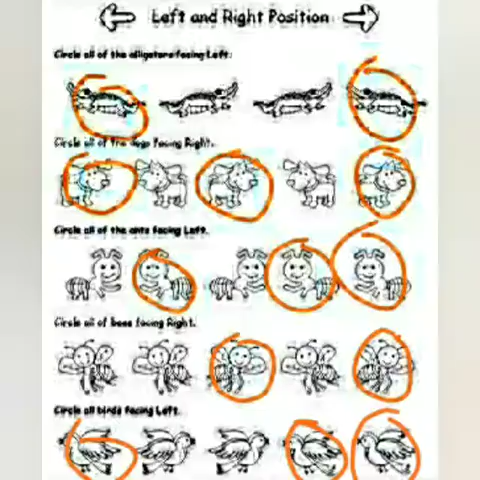 Left and Right Position
Circle all of the alligators facing Left.
Circle all of the dogs facing Right.
Circle all of the ants facing Left.
Circle all of bees facing Right.
Circle all birds facing Left.